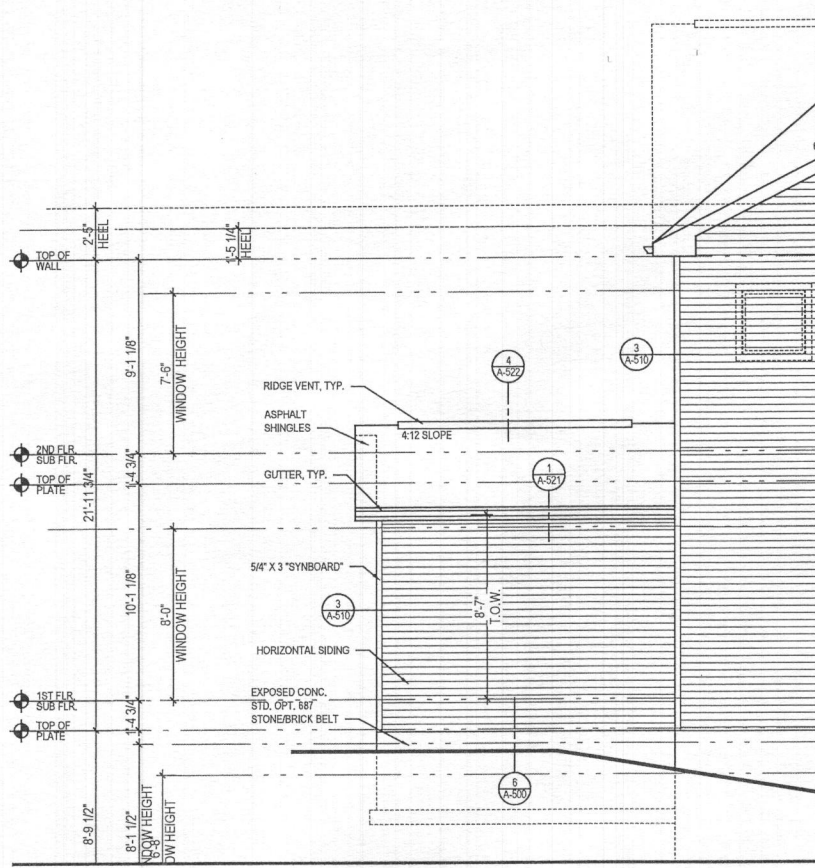 2'-5"
HEEL
1'-5 1/4"
HEEL
TOP OF
WALL
9'-1 1/8"
7'-6"
WINDOW HEIGHT
3
A-510
4
A-522
RIDGE VENT, TYP.
ASPHALT
SHINGLES
4:12 SLOPE
2ND FLR.
SUB FLR.
TOP OF
PLATE
21'-11 3/4"
1'-4 3/4"
GUTTER, TYP.
1
A-521
5/4" X 3 "SYNBOARD"
10'-1 1/8"
8'-0"
WINDOW HEIGHT
3
A-510
8'-7"
T.O.W.
HORIZONTAL SIDING
1ST FLR.
SUB FLR.
TOP OF
PLATE
1'-4 3/4"
EXPOSED CONC.
STD. OPT. 687
STONE/BRICK BELT
6
A-500
8'-9 1/2"
8'-1 1/2"
NDOW HEIGHT
6'-8"
OW HEIGHT